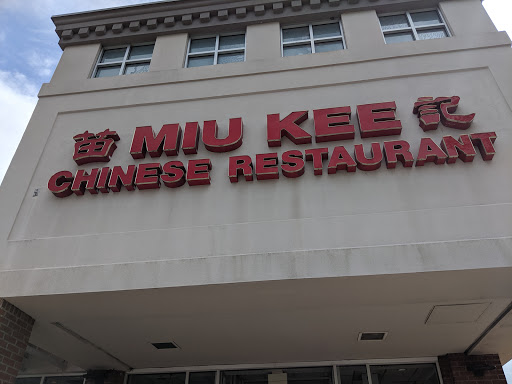 苗 MIU KEE 記
CHINESE RESTAURANT